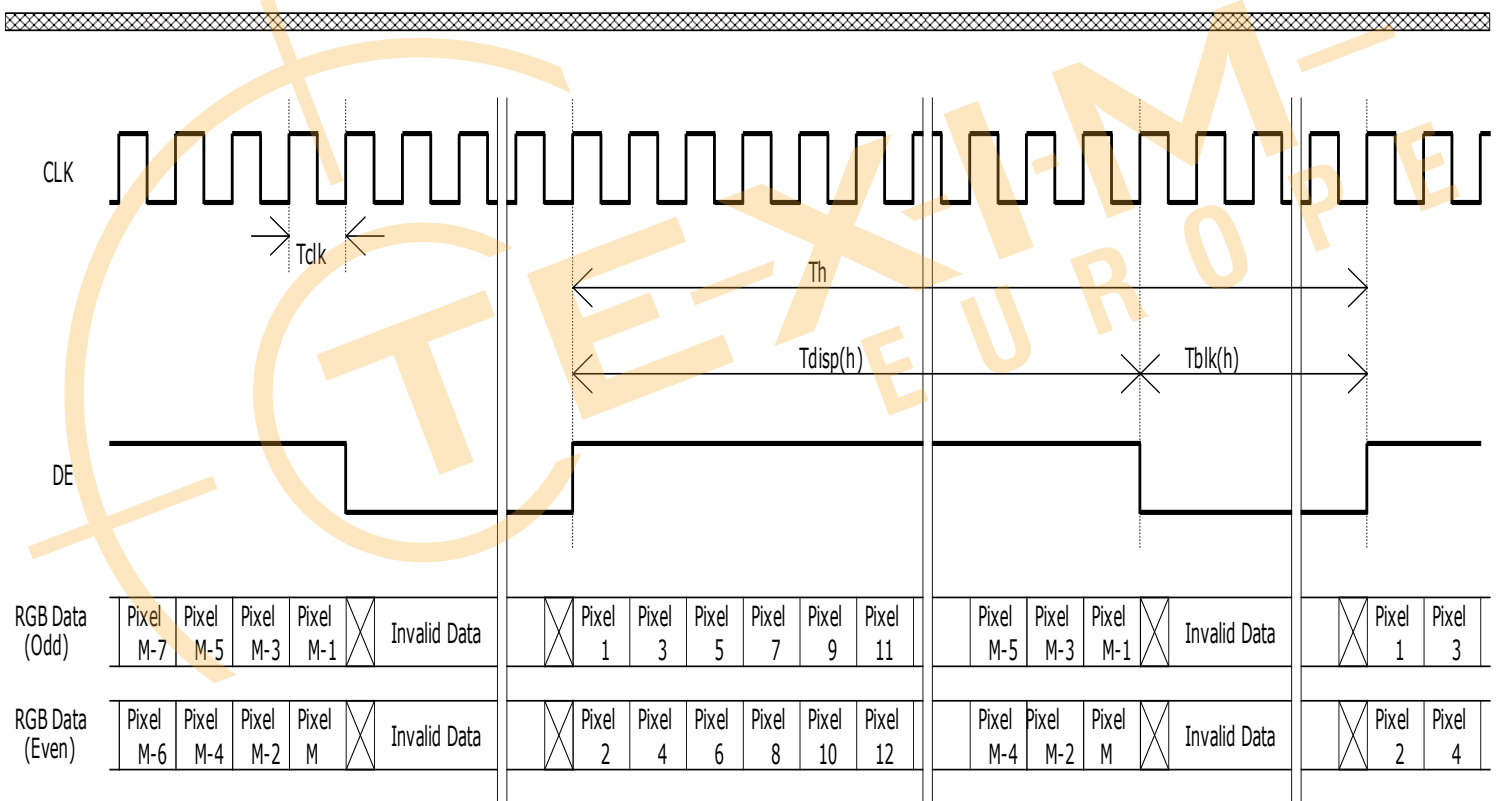 CLK
Tclk
Th
Tdisp(h)
Tblk(h)
DE
RGB Data
(Odd)
Pixel M-7
Pixel M-5
Pixel M-3
Pixel M-1
Invalid Data
Pixel 1
Pixel 3
Pixel 5
Pixel 7
Pixel 9
Pixel 11
Pixel M-5
Pixel M-3
Pixel M-1
Invalid Data
Pixel 1
Pixel 3
RGB Data
(Even)
Pixel M-6
Pixel M-4
Pixel M-2
Pixel M
Invalid Data
Pixel 2
Pixel 4
Pixel 6
Pixel 8
Pixel 10
Pixel 12
Pixel M-4
Pixel M-2
Pixel M
Invalid Data
Pixel 2
Pixel 4
TEXIM
EUROPE